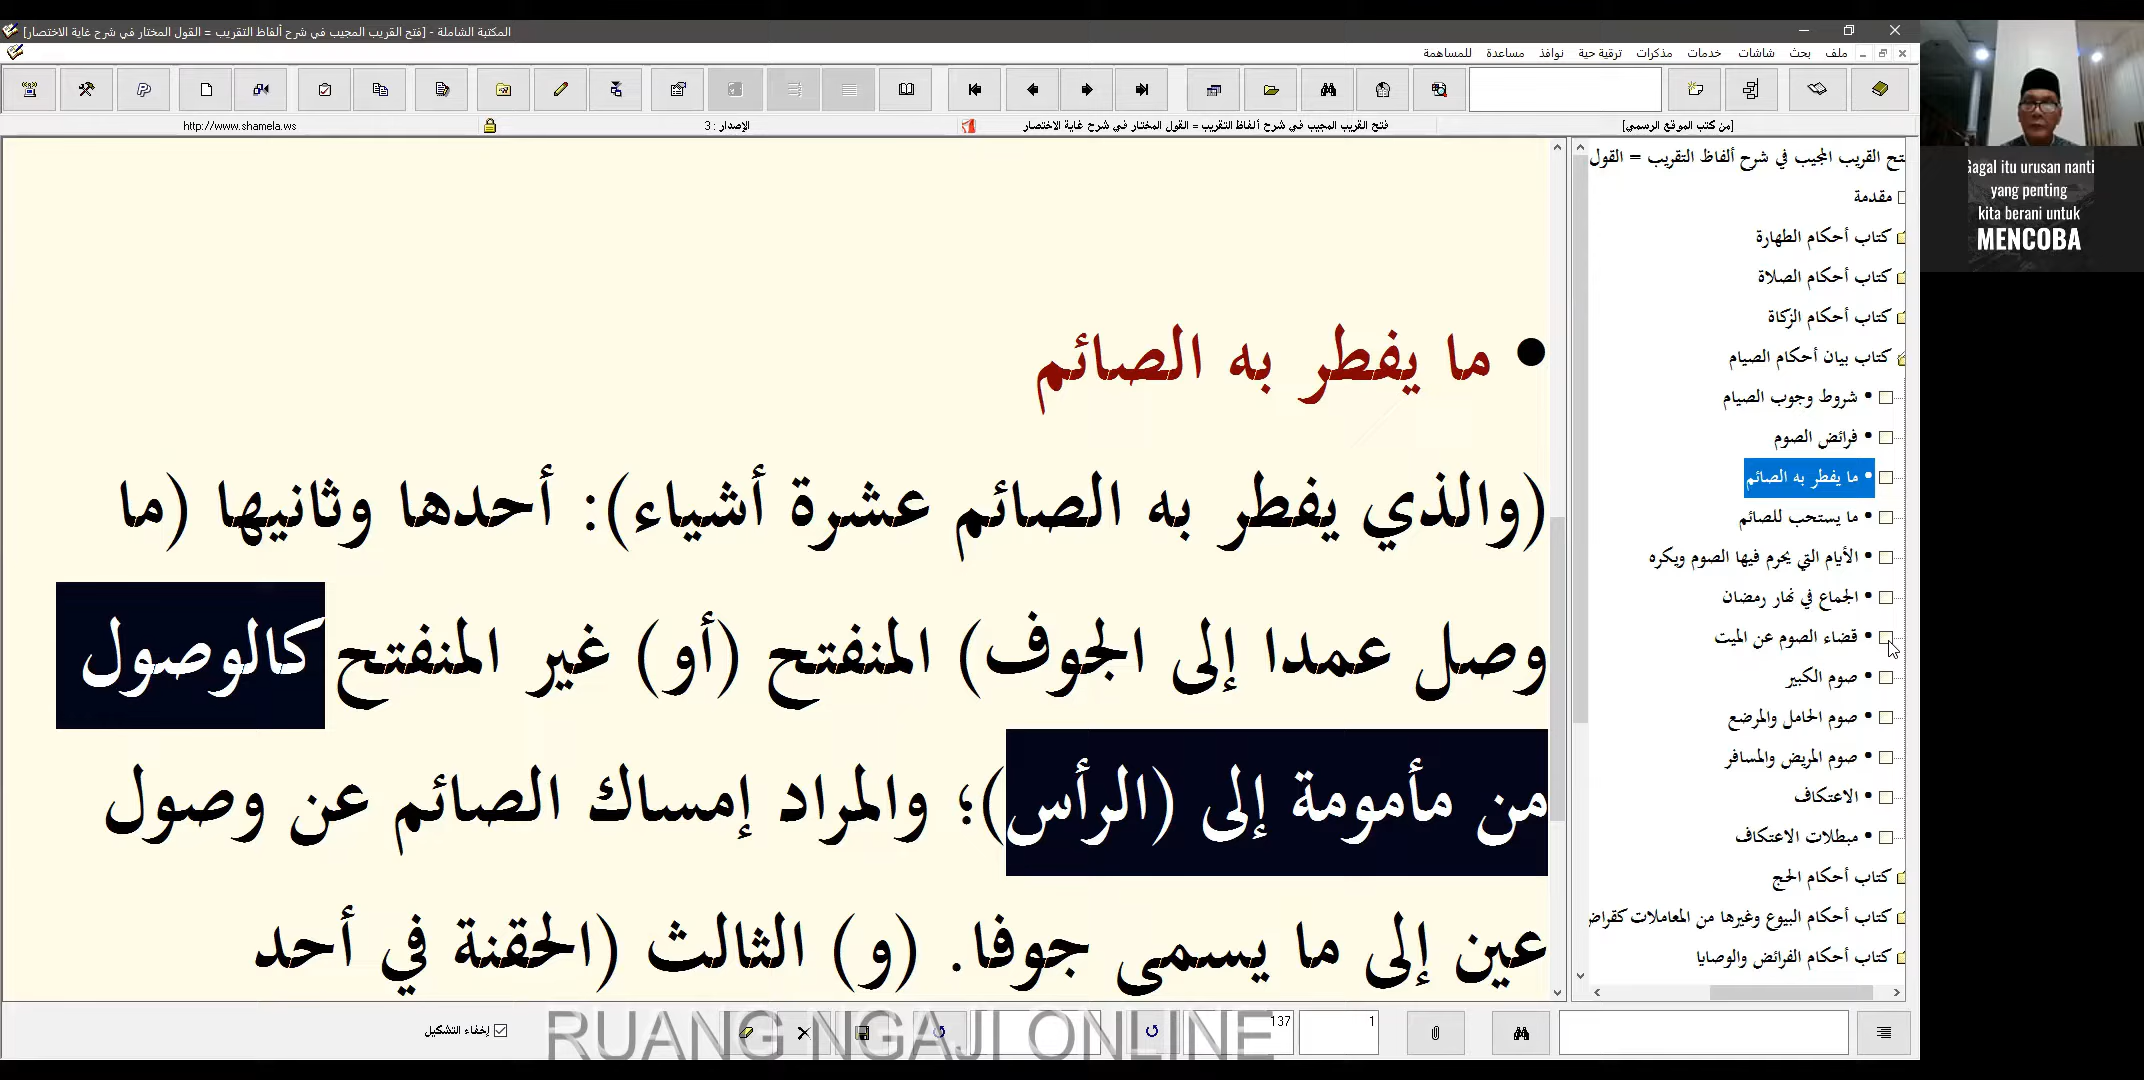 المكتبة الشاملة - [فتح القريب المجيب في شرح ألفاظ التقريب = القول المختار في شرح غاية الاختصار]
ملف بحث شاشات خدمات مذكرات ترقية حية نوافذ مساعدة للمساهمة
[من كتب الموقع الرسمي]
فتح القريب المجيب في شرح ألفاظ التقريب = القول المختار في شرح غاية الاختصار
الإصدار : 3
http://www.shamela.ws
• ما يفطر به الصائم
(والذي يفطر به الصائم عشرة أشياء): أحدها وثانيها (ما
وصل عمدا إلى الجوف) المنفتح (أو) غير المنفتح كالوصول
من مأمومة إلى (الرأس)؛ والمراد إمساك الصائم عن وصول
عين إلى ما يسمى جوفا. (و) الثالث (الحقنة في أحد
فتح القريب المجيب في شرح ألفاظ التقريب = القول
مقدمة
كتاب أحكام الطهارة
كتاب أحكام الصلاة
كتاب أحكام الزكاة
كتاب بيان أحكام الصيام
• شروط وجوب الصيام
• فرائض الصوم
• ما يفطر به الصائم
• ما يستحب للصائم
• الأيام التي يحرم فيها الصوم ويكره
• الجماع في نهار رمضان
• قضاء الصوم عن الميت
• صوم الكبير
• صوم الحامل والمرضع
• صوم المريض والمسافر
• الاعتكاف
• مبطلات الاعتكاف
كتاب أحكام الحج
كتاب أحكام البيوع وغيرها من المعاملات كقراض
كتاب أحكام الفرائض والوصايا
Gagal itu urusan nanti
yang penting
kita berani untuk
MENCOBA
1
137
إخفاء التشكيل
RUANG NGAJI ONLINE